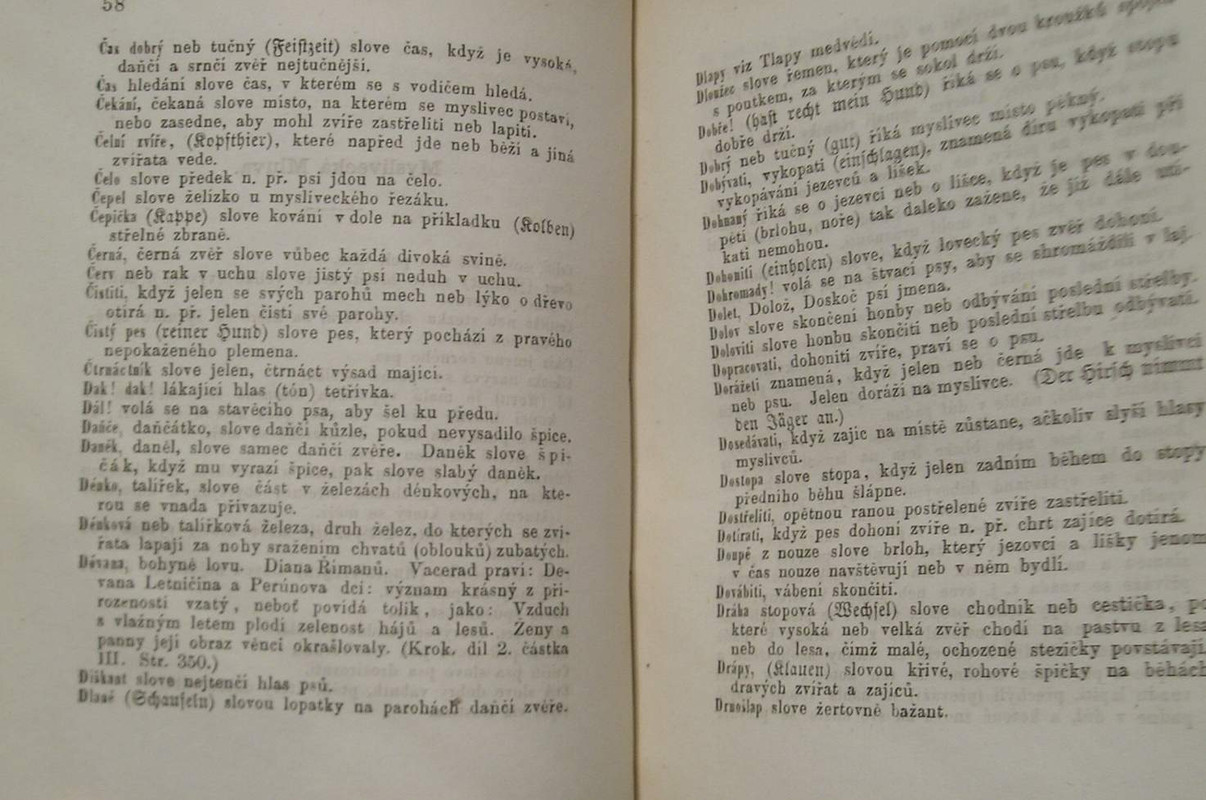 58
Čas dobrý neb tučný (Feistzeit) slove čas, když je vysoká,
daňčí a srnčí zvěř nejtučnější.
Čas hledání slove čas, v kterém se s vodičem hledá.
Čekání, čekaná slove místo, na kterém se myslivec postaví,
nebo zasedne, aby mohl zvíře zastřeliti neb lapiti.
Čelní zvíře, (Kopfthier), které napřed jde neb běží a jiná
zvířata vede.
Čelo slove předek n. př. psi jdou na čelo.
Čepel slove želízko u mysliveckého řezáku.
Čepička (Kappe) slove kování v dole na příkladku (Kolben)
střelné zbraně.
Černá, černá zvěř slove vůbec každá divoká svině.
Červ neb rak v uchu slove jistý psí neduh v uchu.
Čistiti, když jelen se svých parohů mech neb lýko o dřevo
otírá n. př. jelen čistí své parohy.
Čistý pes (reiner Hund) slove pes, který pochází z pravého
nepokaženého plemena.
Čtrnáctník slove jelen, čtrnáct výsad mající.
Dak! dak! lákající hlas (tón) tetřívka.
Dál! volá se na stavěcího psa, aby šel ku předu.
Daňče, daňčátko, slove daňčí kůzle, pokud nevysadilo špice.
Daněk, daněl, slove samec daňčí zvěře. Daněk slove špi-
čák, když mu vyrazí špice, pak slove slabý daněk.
Dénko, talířek, slove část v železách dénkových, na kte-
rou se vnada přivazuje.
Dénková neb talířková železa, druh želez, do kterých se zví-
řata lapají za nohy sražením chvatů (oblouků) zubatých.
Dévana, bohyně lovu. Diana Římanů. Vacerad praví: De-
vana Letničina a Perúnova dci: význam krásný z při-
rozenosti vzatý, neboť povídá tolik, jako: Vzduch
s vlažným letem plodí zelenost hájů a lesů. Ženy a
panny její obraz věnci okrašlovaly. (Krok. díl 2. částka
III. Str. 350.)
Diškant slove nejtenčí hlas psů.
Dlaně (Schaufeln) slovou lopatky na parohách daňčí zvěře.
Dlapy viz Tlapy medvědí.
slove řemen, který je pomocí dvou kroužků
s poutkem, za kterým se sokol drží.
Dobře! (hast recht mein Hund) říká se o psu, když stopu
dobře drží.
Dobrý neb tučný (gut) říká myslivec místo pěkný.
Dobývati, vykopati (einschlagen), znamená díru vykopati při
vykopávání jezevců a lišek.
Dohnaný říká se o jezevci neb o lišce, když je pes v dou-
pěti (brlohu, noře) tak daleko zažene, že již dále utí-
kati nemohou.
Dohoniti (einholen) slove, když lovecký pes zvěř dohoní.
Dohromady! volá se na štvací psy, aby se shromáždili v laj.
Dolet, Dolož, Doskoč psí jmena.
Dolov slove skončení honby neb odbývání poslední střelby.
Doloviti slove honbu skončiti neb poslední střelbu odbývati.
Dopracovati, dohoniti zvíře, praví se o psu.
Dorážeti znamená, když jelen neb černá jde k myslivci
neb psu. Jelen doráží na myslivce. (Der Hirsch nimmt
den Jäger an.)
Dosedávati, když zajíc na místě zůstane, ačkoliv slyší hlasy
myslivců.
Dostopa slove stopa, když jelen zadním během do stopy
předního běhu šlápne.
Dostřeliti, opětnou ranou postřelené zvíře zastřeliti.
Dotírati, když pes dohoní zvíře n. př. chrt zajíce dotírá.
Doupě z nouze slove brloh, který jezovci a lišky jenom
v čas nouze navštěvují neb v něm bydlí.
Dovábiti, vábení skončiti.
Dráha stopová (Wechsel) slove chodník neb cestička, po
které vysoká neb velká zvěř chodí na pastvu z lesa
neb do lesa, čímž malé, ochozené stezičky povstávají.
Drápy, (Klauen) slovou křivé, rohové špičky na běhách
dravých zvířat a zajíců.
Drnošlap slove žertovně bažant.